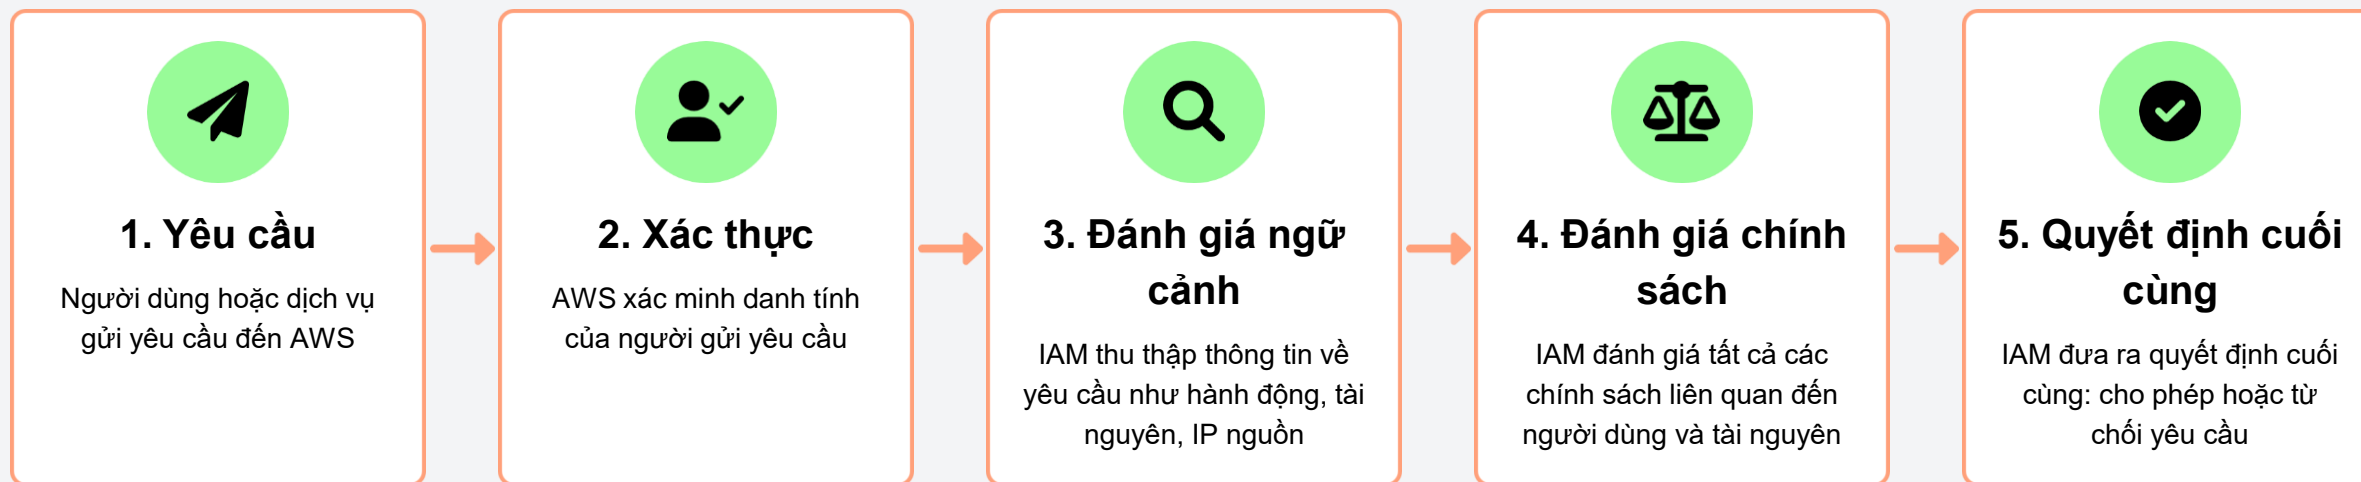 1. Yêu cầu
Người dùng hoặc dịch vụ
gửi yêu cầu đến AWS
2. Xác thực
AWS xác minh danh tính
của người gửi yêu cầu
3. Đánh giá ngữ
cảnh
IAM thu thập thông tin về
yêu cầu như hành động, tài
nguyên, IP nguồn
4. Đánh giá chính
sách
IAM đánh giá tất cả các
chính sách liên quan đến
người dùng và tài nguyên
5. Quyết định cuối
cùng
IAM đưa ra quyết định cuối
cùng: cho phép hoặc từ
chối yêu cầu